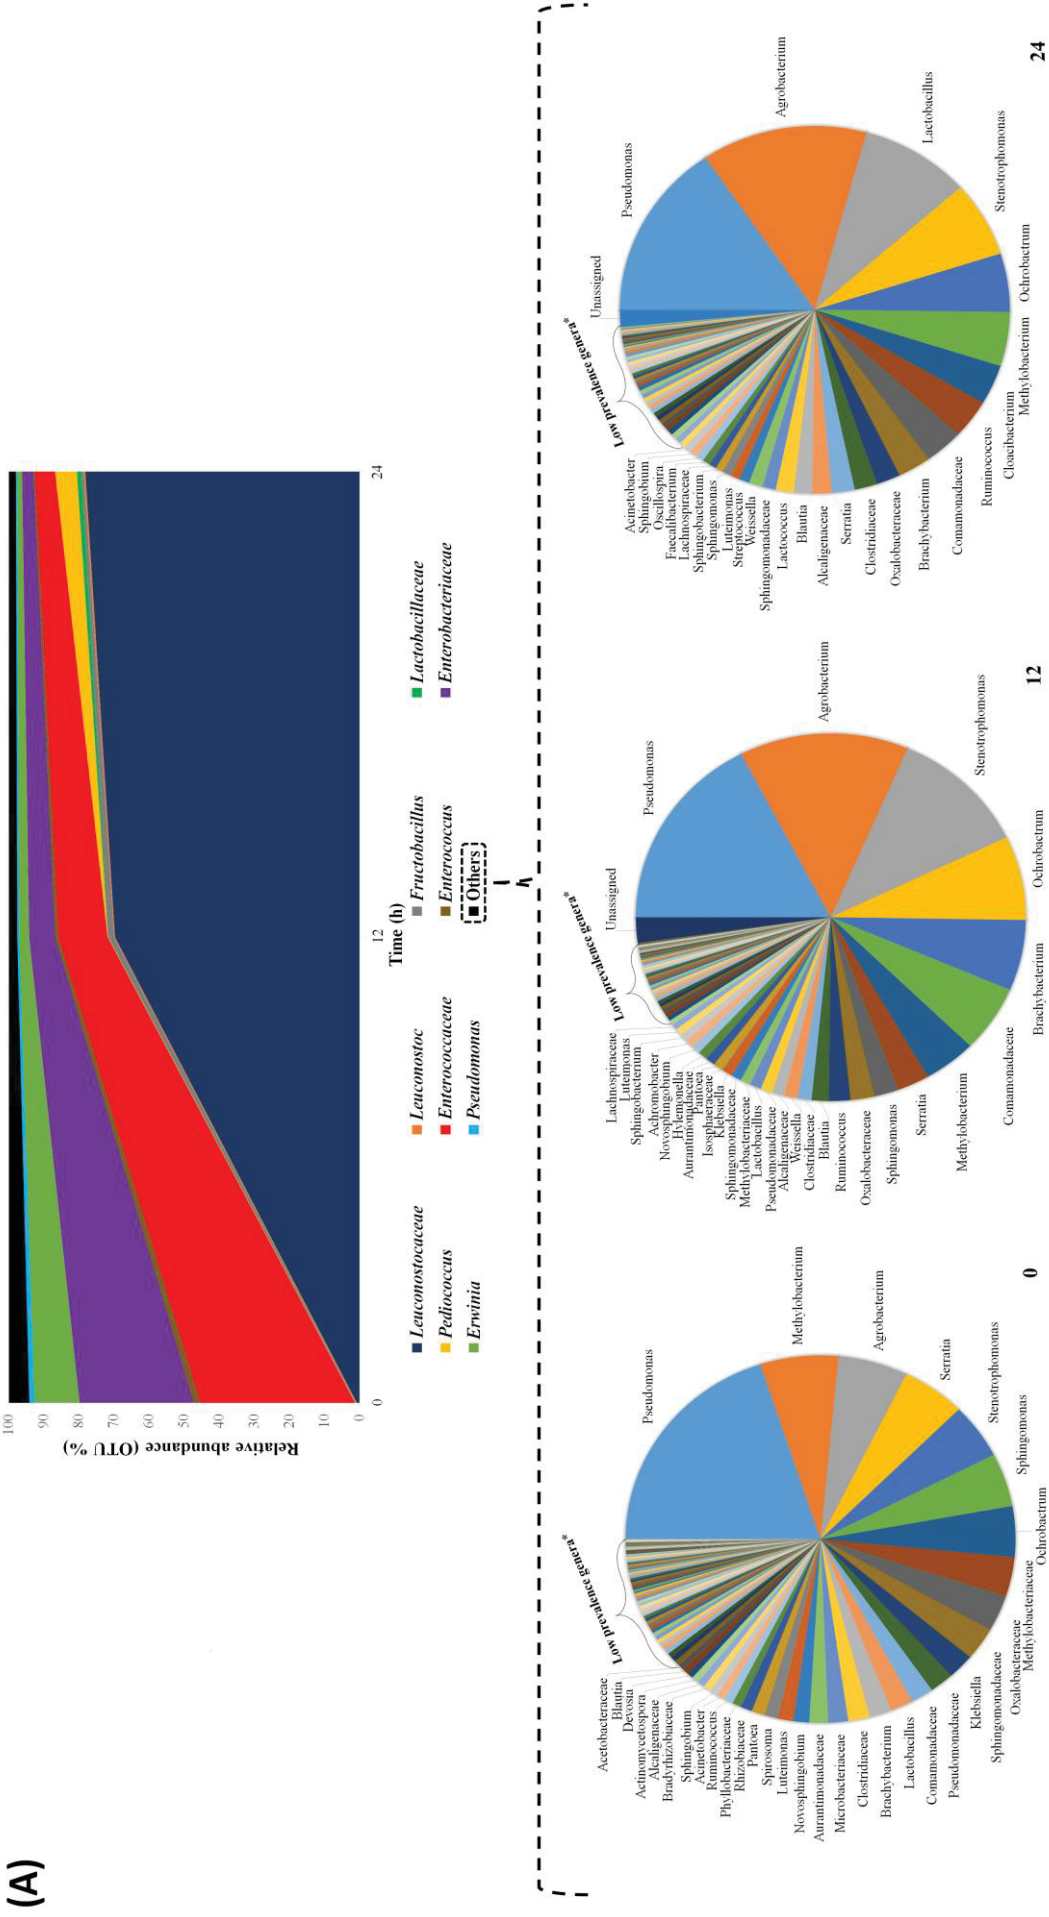 (A)
Relative abundance (OTU %)
100
90
80
70
60
50
40
30
20
10
0
0
12
24
Time (h)
Leuconostocaceae
Leuconostoc
Fructobacillus
Lactobacillaceae
Pediococcus
Enterococcaceae
Enterococcus
Enterobacteriaceae
Erwinia
Pseudomonas
Others
Pseudomonas
Methylobacterium
Agrobacterium
Serratia
Stenotrophomonas
Sphingomonas
Ochrobactrum
Methylobacteriaceae
Oxalobacteraceae
Sphingomonadaceae
Klebsiella
Pseudomonadaceae
Comamonadaceae
Lactobacillus
Brachybacterium
Clostridiaceae
Microbacteriaceae
Aurantimonadaceae
Novosphingobium
Luteimonas
Spirosoma
Pantoea
Rhizobiaceae
Phyllobacteriaceae
Ruminococcus
Acinetobacter
Sphingobium
Bradyrhizobiaceae
Alcaligenaceae
Actinomycetospora
Devosia
Blautia
Acetobacteraceae
Low prevalence genera*
0
Pseudomonas
Agrobacterium
Stenotrophomonas
Ochrobactrum
Brachybacterium
Comamonadaceae
Methylobacterium
Serratia
Sphingomonas
Oxalobacteraceae
Ruminococcus
Blautia
Clostridiaceae
Weissella
Alcaligenaceae
Pseudomonadaceae
Lactobacillus
Methylobacteriaceae
Sphingomonadaceae
Klebsiella
Isosphaeraceae
Pantoea
Aurantimonadaceae
Hylemonella
Novosphingobium
Achromobacter
Sphingobacterium
Luteimonas
Lachnospiraceae
Low prevalence genera*
Unassigned
12
Pseudomonas
Agrobacterium
Lactobacillus
Stenotrophomonas
Ochrobactrum
Methylobacterium
Cloacibacterium
Ruminococcus
Comamonadaceae
Brachybacterium
Oxalobacteraceae
Clostridiaceae
Serratia
Alcaligenaceae
Blautia
Lactococcus
Sphingomonadaceae
Weissella
Streptococcus
Luteimonas
Sphingomonas
Sphingobacterium
Lachnospiraceae
Faecalibacterium
Oscillospira
Sphingobium
Acinetobacter
Low prevalence genera*
Unassigned
24